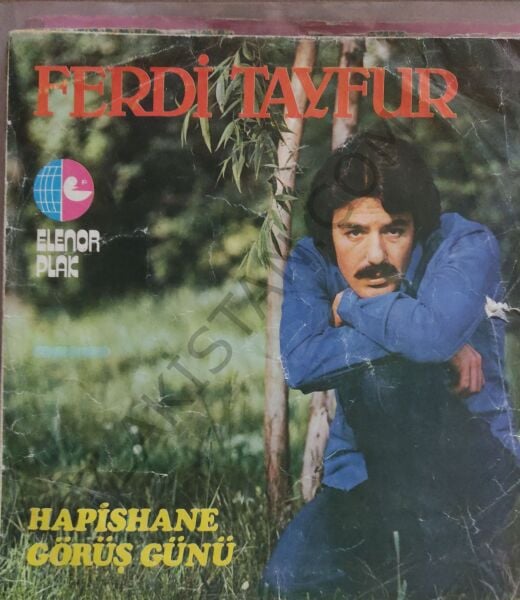 FERDİ TAYFUR
ELENOR
PLAK
HAPİSHANE
GÖRÜŞ GÜNÜ